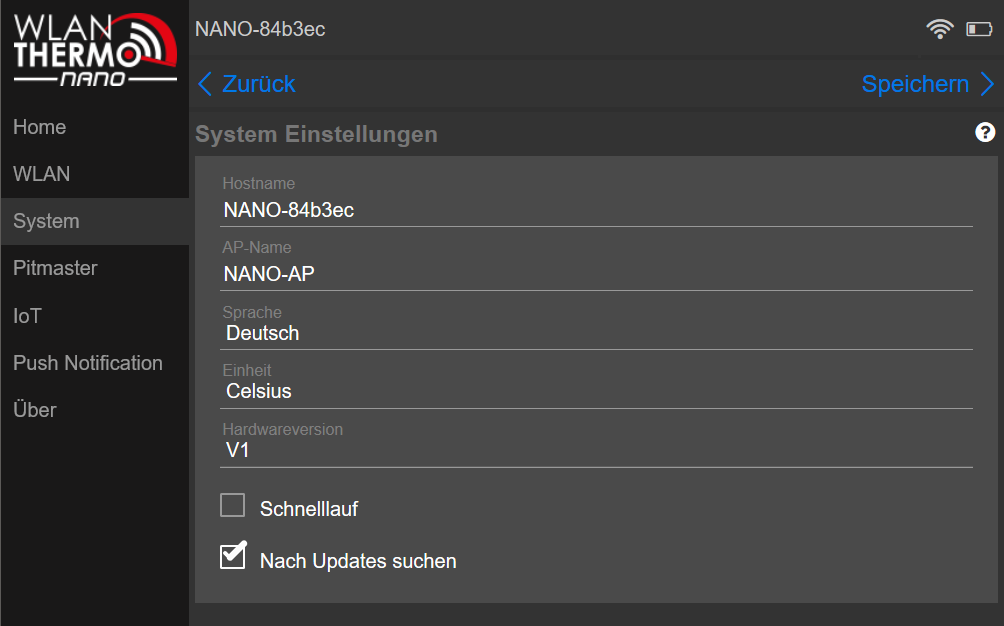 WLAN
THERMO
NANO
NANO-84b3ec
Zurück
Speichern
Home
WLAN
System
Pitmaster
IoT
Push Notification
Über
System Einstellungen
?
Hostname
NANO-84b3ec
AP-Name
NANO-AP
Sprache
Deutsch
Einheit
Celsius
Hardwareversion
V1
Schnelllauf
Nach Updates suchen